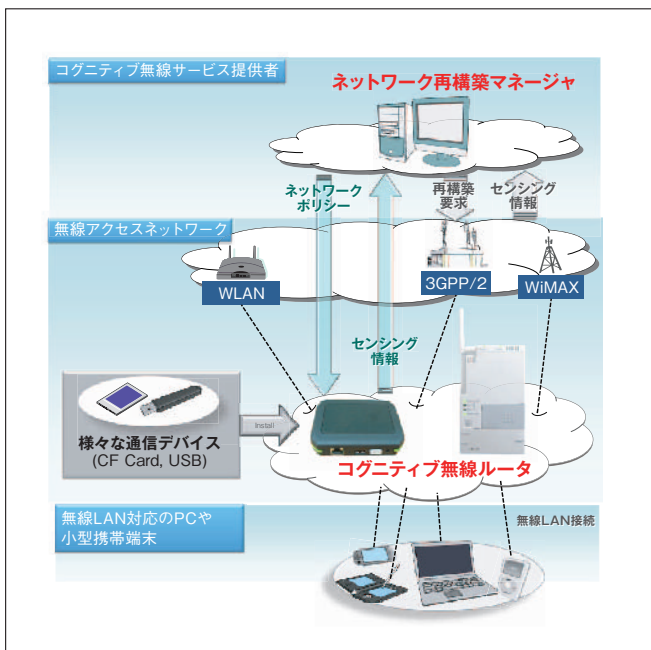 コグニティブ無線サービス提供者
ネットワーク再構築マネージャ
ネットワーク
ポリシー
再構築
要求
センシング
情報
無線アクセスネットワーク
WLAN
3GPP/2
WiMAX
センシング
情報
Install
様々な通信デバイス
(CF Card, USB)
コグニティブ無線ルータ
無線LAN対応のPCや
小型携帯端末
無線LAN接続